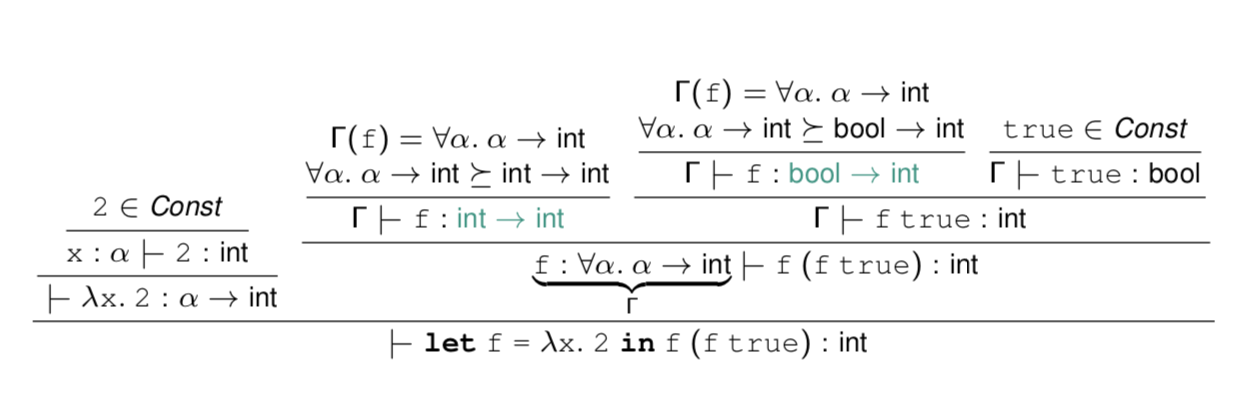 Γ(f) = ∀α. α → int
Γ(f) = ∀α. α → int
∀α. α → int ⪰ bool → int
true ∈ Const
∀α. α → int ⪰ int → int
Γ ⊢ f : bool → int
Γ ⊢ true : bool
2 ∈ Const
Γ ⊢ f : int → int
Γ ⊢ f true : int
x : α ⊢ 2 : int
f : ∀α. α → int ⊢ f (f true) : int
Γ
⊢ λx. 2 : α → int
⊢ let f = λx. 2 in f (f true) : int